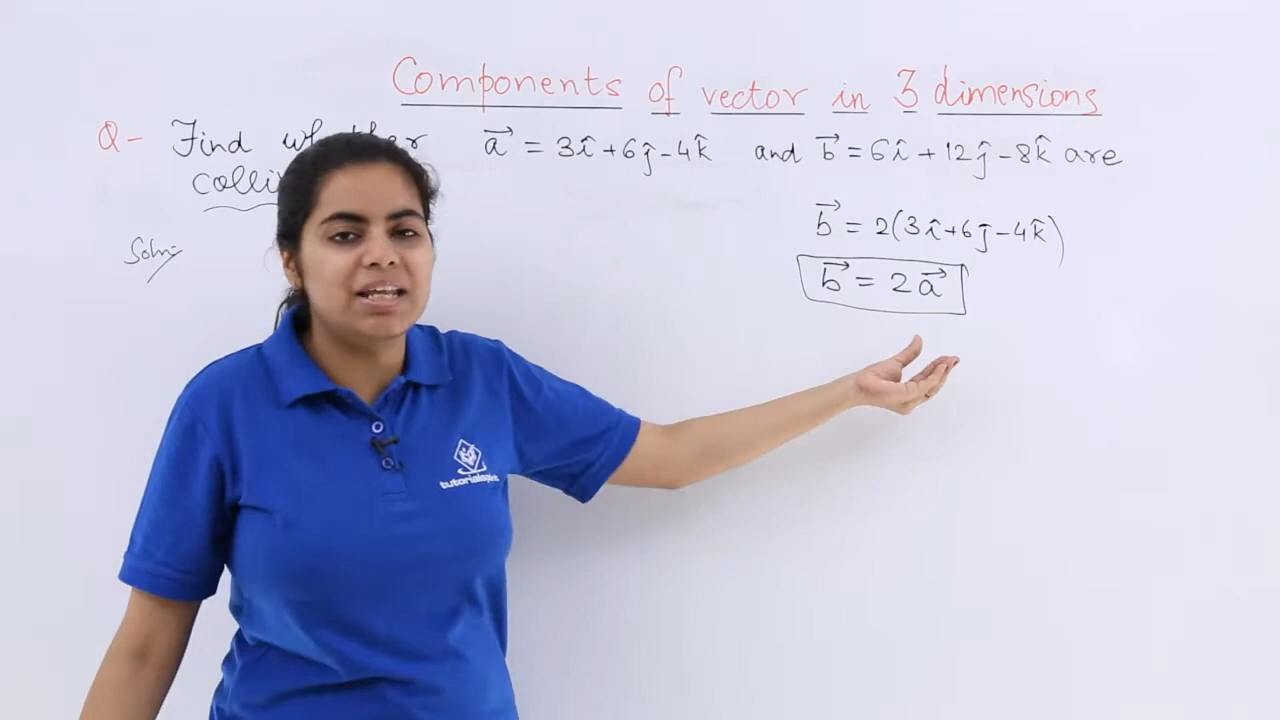 Components of vector in 3 dimensions
Q- Find whether a⃗ = 3î+6ĵ-4k̂ and b⃗ = 6î+12ĵ-8k̂ are
b⃗ = 2(3î+6ĵ-4k̂)
Soln:-
b⃗ = 2a⃗